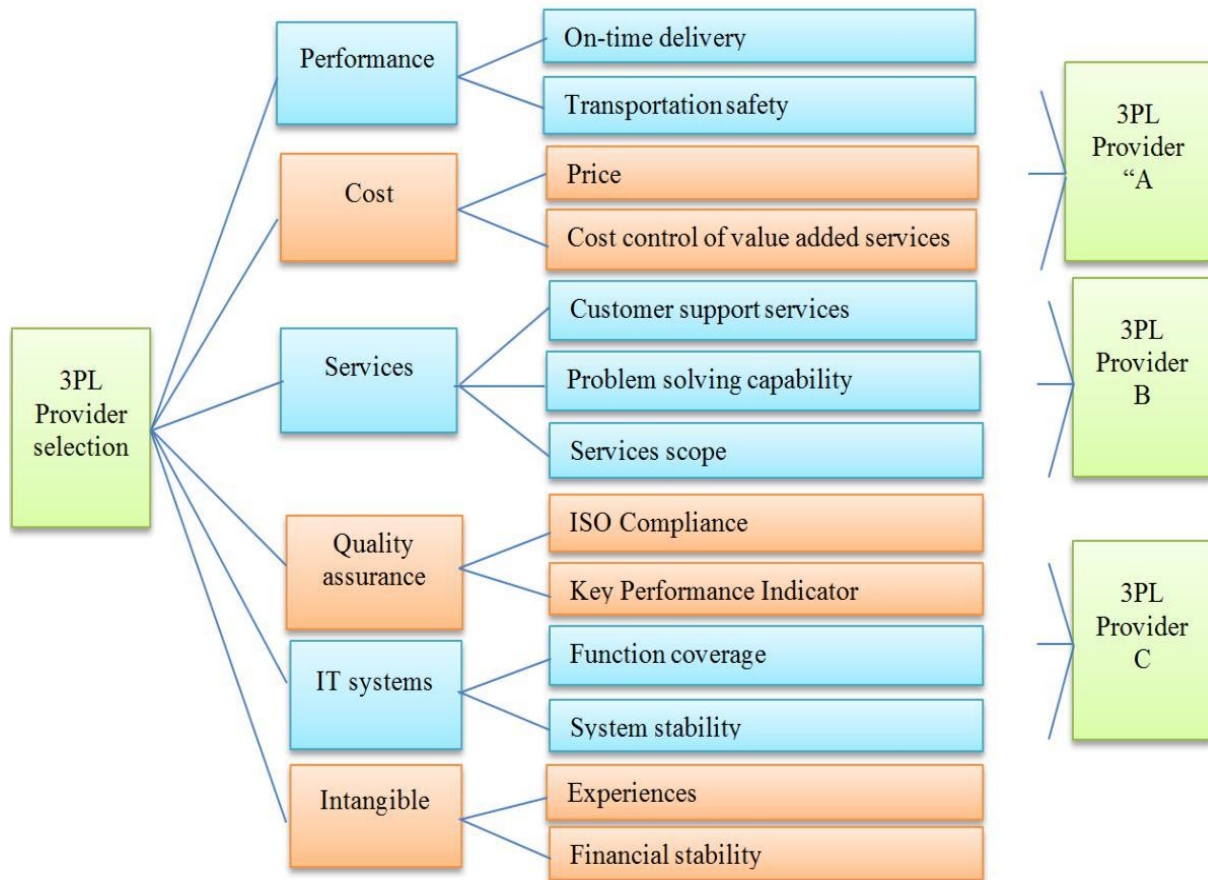 3PL
Provider
selection
Performance
Cost
Services
Quality
assurance
IT systems
Intangible
On-time delivery
Transportation safety
Price
Cost control of value added services
Customer support services
Problem solving capability
Services scope
ISO Compliance
Key Performance Indicator
Function coverage
System stability
Experiences
Financial stability
3PL
Provider
“A
3PL
Provider
B
3PL
Provider
C